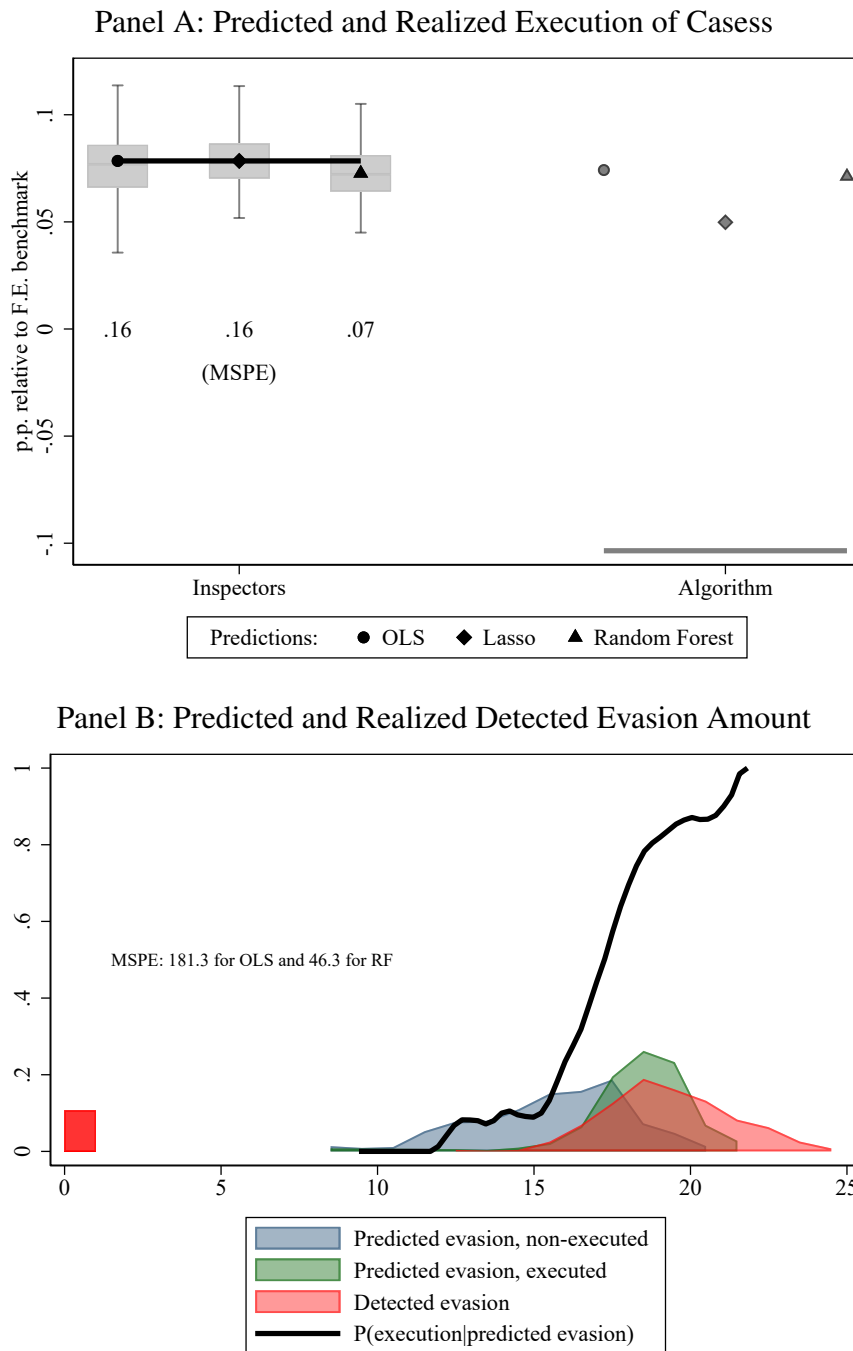 Panel A: Predicted and Realized Execution of Casess
p.p. relative to F.E. benchmark
.1
.05
0
-.05
-.1
.16
.16
.07
(MSPE)
Inspectors
Algorithm
Predictions:
OLS
Lasso
Random Forest
Panel B: Predicted and Realized Detected Evasion Amount
1
.8
.6
.4
.2
0
MSPE: 181.3 for OLS and 46.3 for RF
0
5
10
15
20
25
Predicted evasion, non-executed
Predicted evasion, executed
Detected evasion
P(execution|predicted evasion)